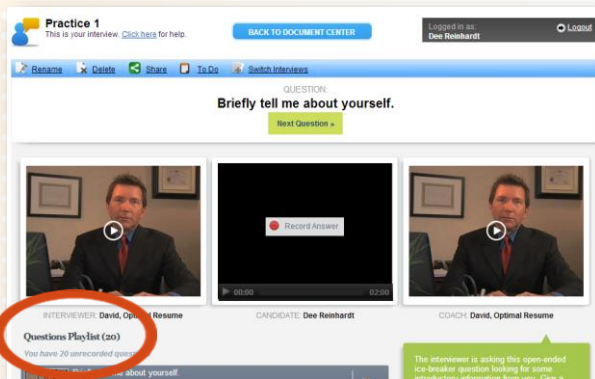 Practice 1
This is your interview. Click here for help.
BACK TO DOCUMENT CENTER
Logged in as:
Dee Reinhardt
Logout
Rename Delete Share To Do Switch Interviews
QUESTION:
Briefly tell me about yourself.
Next Question »
Record Answer
00:00 02:00
INTERVIEWER: David, Optimal Resume
CANDIDATE: Dee Reinhardt
COACH: David, Optimal Resume
Questions Playlist (20)
You have 20 unrecorded
me about yourself.
The interviewer is asking this open-ended
ice-breaker question looking for some
introductory information from you. Give a